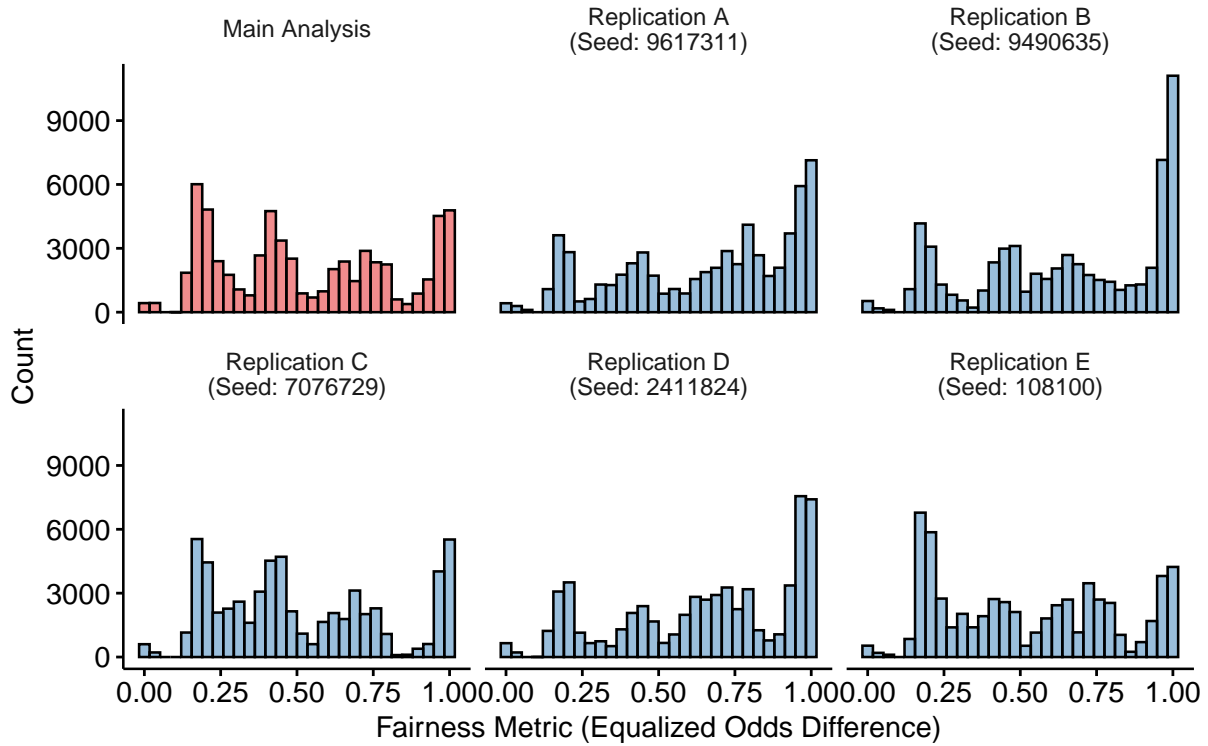 Main Analysis
Replication A
(Seed: 9617311)
Replication B
(Seed: 9490635)
9000
6000
3000
0
Count
Replication C
(Seed: 7076729)
Replication D
(Seed: 2411824)
Replication E
(Seed: 108100)
9000
6000
3000
0
0.00 0.25 0.50 0.75 1.00 0.00 0.25 0.50 0.75 1.00 0.00 0.25 0.50 0.75 1.00
Fairness Metric (Equalized Odds Difference)